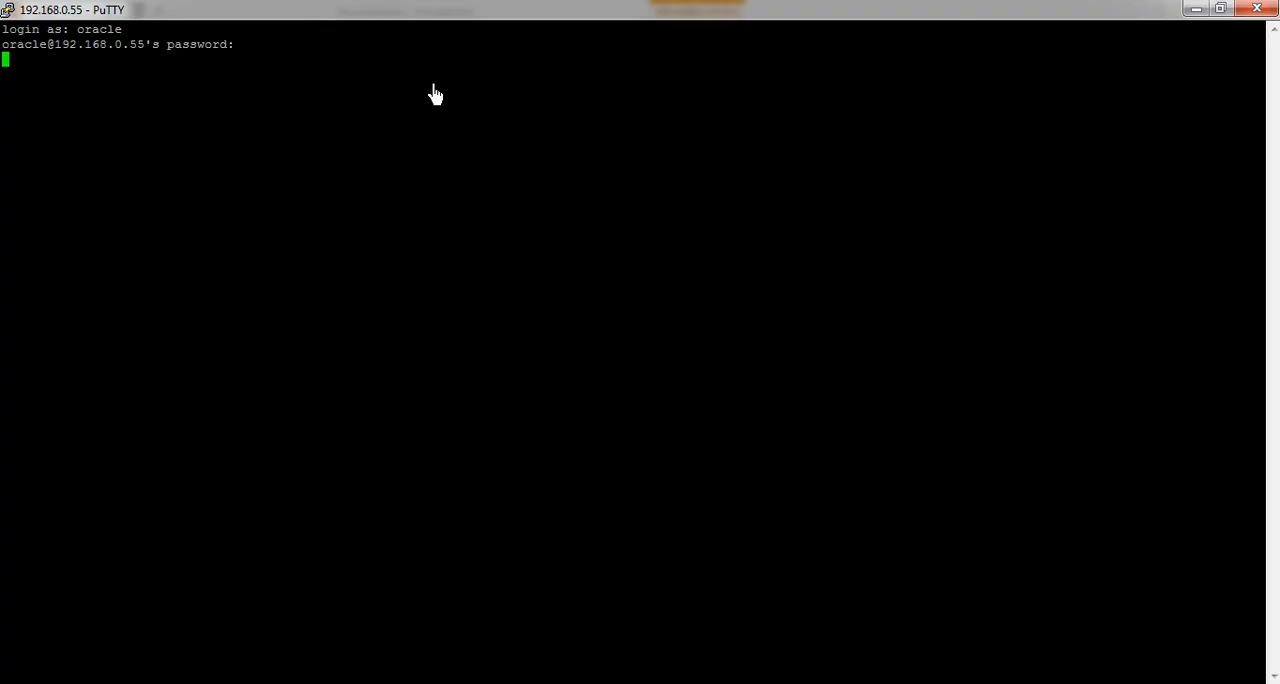 192.168.0.55 - PuTTY
login as: oracle
oracle@192.168.0.55's password: